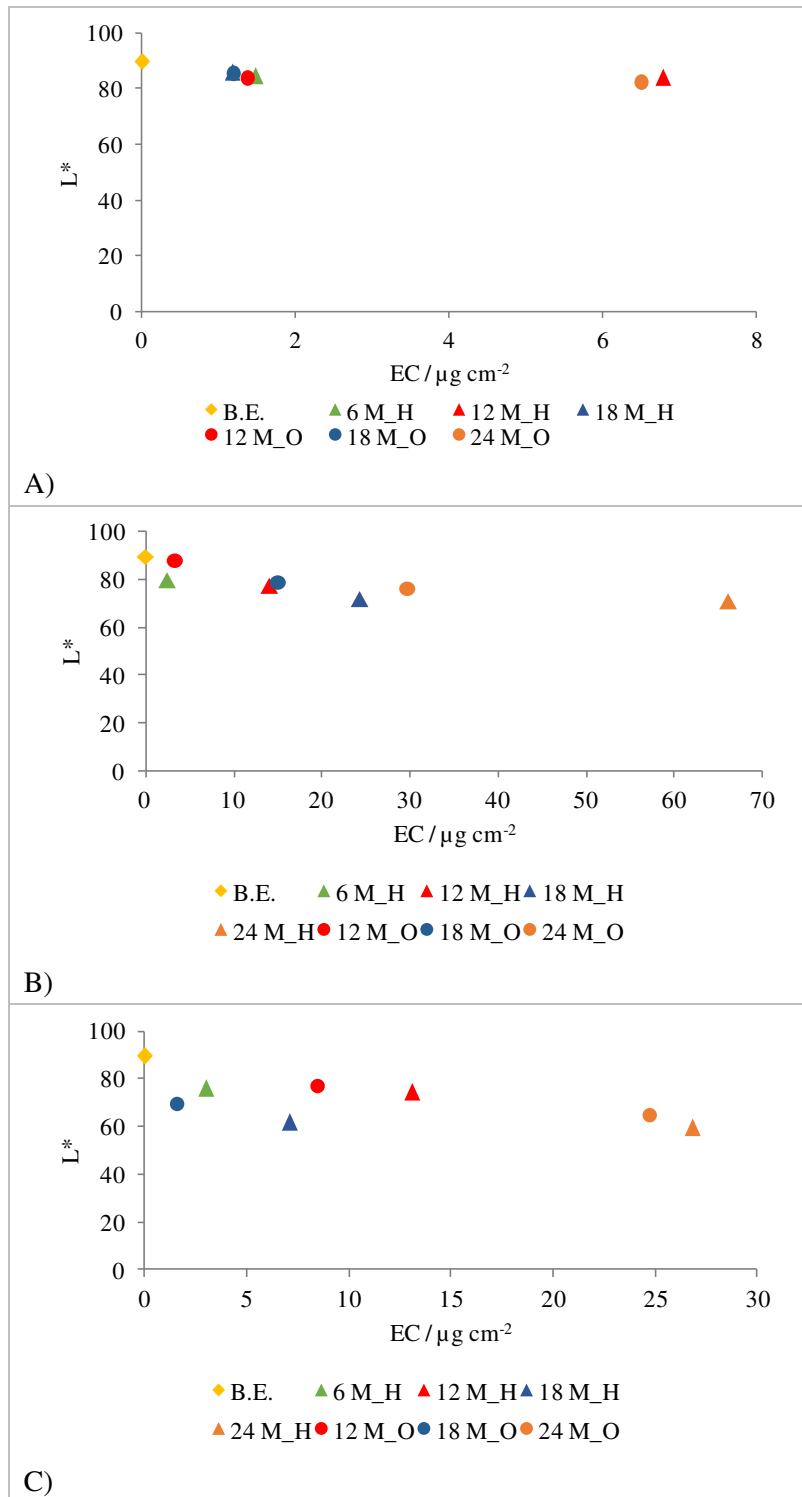 100
80
60
40
20
0
L*
0 2 4 6 8
EC / µg cm-2
B.E. 6 M_H 12 M_H 18 M_H
12 M_O 18 M_O 24 M_O
A)
100
80
60
40
20
0
L*
0 10 20 30 40 50 60 70
EC / µg cm-2
B.E. 6 M_H 12 M_H 18 M_H
24 M_H 12 M_O 18 M_O 24 M_O
B)
100
80
60
40
20
0
L*
0 5 10 15 20 25 30
EC / µg cm-2
B.E. 6 M_H 12 M_H 18 M_H
24 M_H 12 M_O 18 M_O 24 M_O
C)